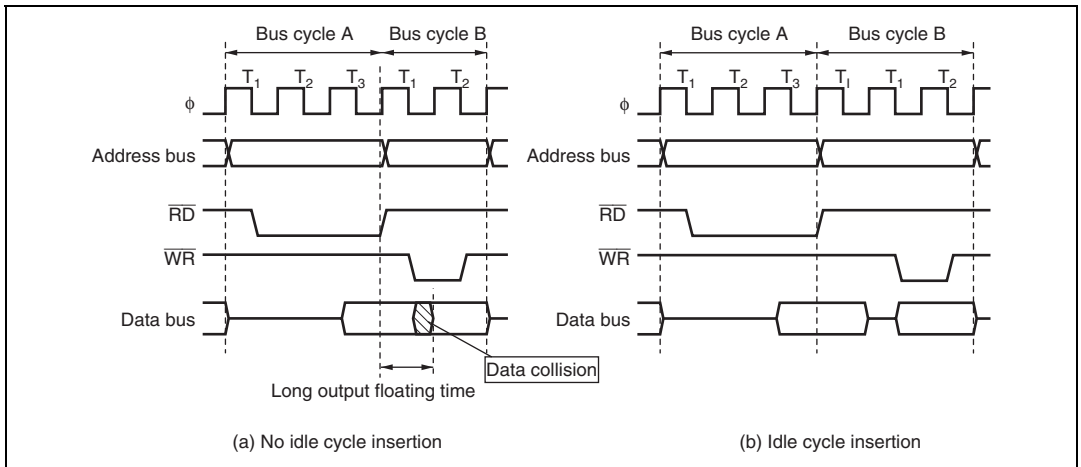 Bus cycle A Bus cycle B
T1 T2 T3 T1 T2
φ
Address bus
RD
WR
Data bus
Data collision
Long output floating time
(a) No idle cycle insertion
Bus cycle A Bus cycle B
T1 T2 T3 TI T1 T2
φ
Address bus
RD
WR
Data bus
(b) Idle cycle insertion